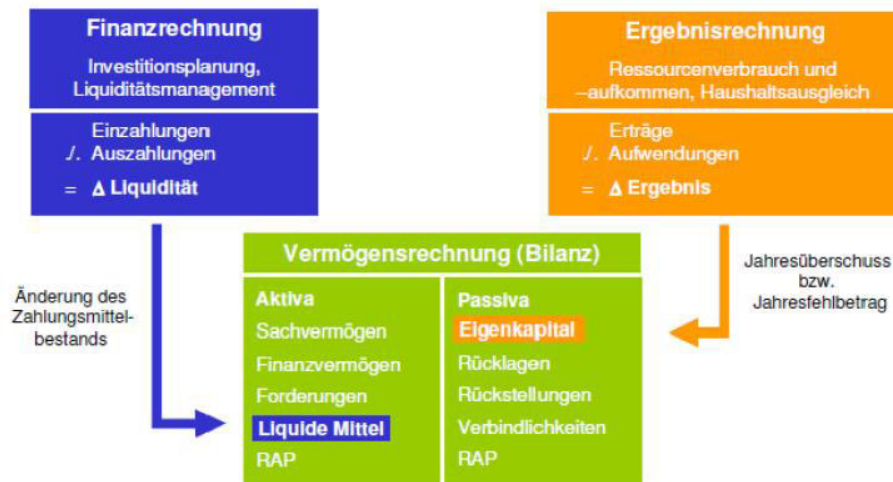 Finanzrechnung
Investitionsplanung,
Liquiditätsmanagement
Einzahlungen
./. Auszahlungen
= Δ Liquidität
Ergebnisrechnung
Ressourcenverbrauch und
–aufkommen, Haushaltsausgleich
Erträge
./. Aufwendungen
= Δ Ergebnis
Änderung des
Zahlungsmittel-
bestands
Vermögensrechnung (Bilanz)
Aktiva
Sachvermögen
Finanzvermögen
Forderungen
Liquide Mittel
RAP
Passiva
Eigenkapital
Rücklagen
Rückstellungen
Verbindlichkeiten
RAP
Jahresüberschuss
bzw.
Jahresfehlbetrag